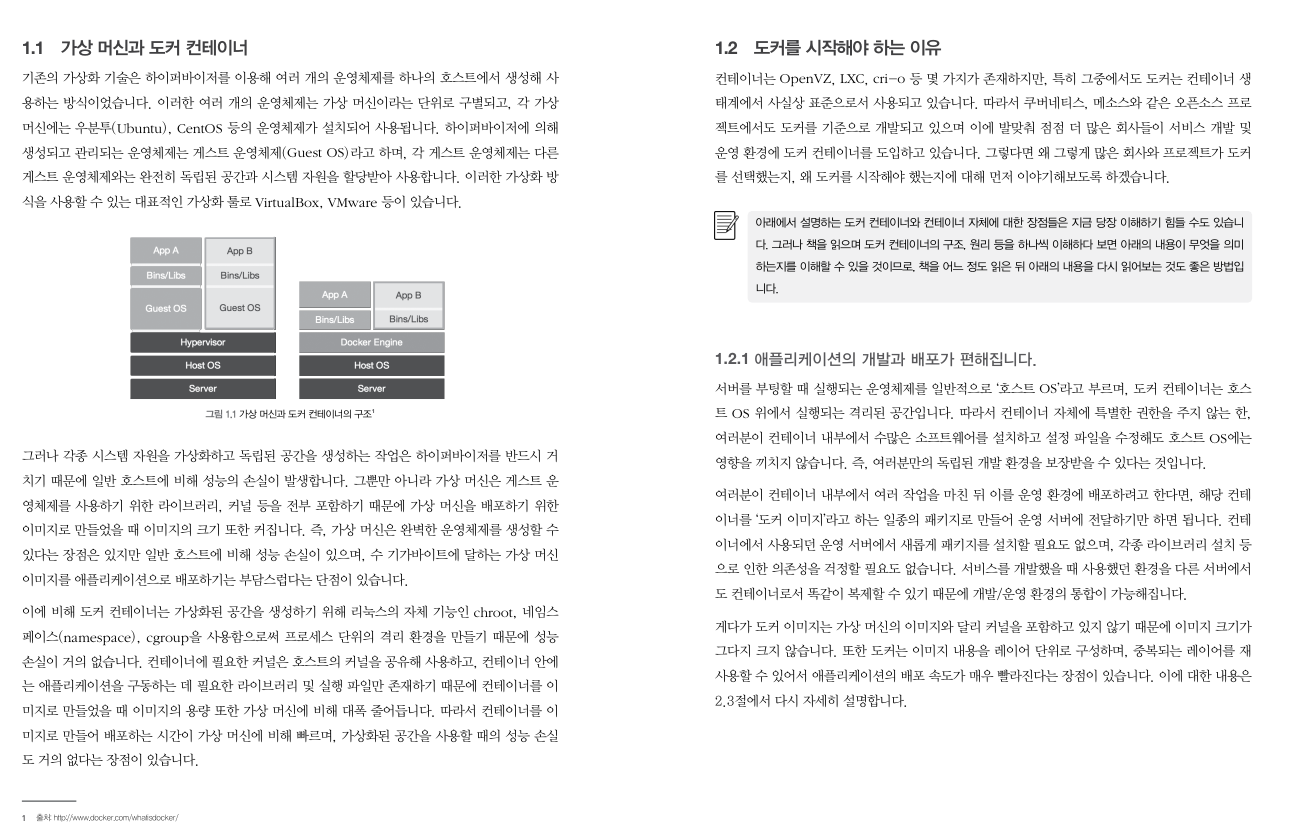 1.1 가상 머신과 도커 컨테이너
기존의 가상화 기술은 하이퍼바이저를 이용해 여러 개의 운영체제를 하나의 호스트에서 생성해 사
용하는 방식이었습니다. 이러한 여러 개의 운영체제는 가상 머신이라는 단위로 구별되고, 각 가상
머신에는 우분투(Ubuntu), CentOS 등의 운영체제가 설치되어 사용됩니다. 하이퍼바이저에 의해
생성되고 관리되는 운영체제는 게스트 운영체제(Guest OS)라고 하며, 각 게스트 운영체제는 다른
게스트 운영체제와는 완전히 독립된 공간과 시스템 자원을 할당받아 사용합니다. 이러한 가상화 방
식을 사용할 수 있는 대표적인 가상화 툴로 VirtualBox, VMware 등이 있습니다.
App A
App B
Bins/Libs
Bins/Libs
Guest OS
Guest OS
Hypervisor
Host OS
Server
App A
App B
Bins/Libs
Bins/Libs
Docker Engine
Host OS
Server
그림 1.1 가상 머신과 도커 컨테이너의 구조¹
그러나 각종 시스템 자원을 가상화하고 독립된 공간을 생성하는 작업은 하이퍼바이저를 반드시 거
치기 때문에 일반 호스트에 비해 성능의 손실이 발생합니다. 그뿐만 아니라 가상 머신은 게스트 운
영체제를 사용하기 위한 라이브러리, 커널 등을 전부 포함하기 때문에 가상 머신을 배포하기 위한
이미지로 만들었을 때 이미지의 크기 또한 커집니다. 즉, 가상 머신은 완벽한 운영체제를 생성할 수
있다는 장점은 있지만 일반 호스트에 비해 성능 손실이 있으며, 수 기가바이트에 달하는 가상 머신
이미지를 애플리케이션으로 배포하기는 부담스럽다는 단점이 있습니다.
이에 비해 도커 컨테이너는 가상화된 공간을 생성하기 위해 리눅스의 자체 기능인 chroot, 네임스
페이스(namespace), cgroup을 사용함으로써 프로세스 단위의 격리 환경을 만들기 때문에 성능
손실이 거의 없습니다. 컨테이너에 필요한 커널은 호스트의 커널을 공유해 사용하고, 컨테이너 안에
는 애플리케이션을 구동하는 데 필요한 라이브러리 및 실행 파일만 존재하기 때문에 컨테이너를 이
미지로 만들었을 때 이미지의 용량 또한 가상 머신에 비해 대폭 줄어듭니다. 따라서 컨테이너를 이
미지로 만들어 배포하는 시간이 가상 머신에 비해 빠르며, 가상화된 공간을 사용할 때의 성능 손실
도 거의 없다는 장점이 있습니다.
1 출처: http://www.docker.com/whatisdocker/
1.2 도커를 시작해야 하는 이유
컨테이너는 OpenVZ, LXC, cri-o 등 몇 가지가 존재하지만, 특히 그중에서도 도커는 컨테이너 생
태계에서 사실상 표준으로서 사용되고 있습니다. 따라서 쿠버네티스, 메소스와 같은 오픈소스 프로
젝트에서도 도커를 기준으로 개발되고 있으며 이에 발맞춰 점점 더 많은 회사들이 서비스 개발 및
운영 환경에 도커 컨테이너를 도입하고 있습니다. 그렇다면 왜 그렇게 많은 회사와 프로젝트가 도커
를 선택했는지, 왜 도커를 시작해야 했는지에 대해 먼저 이야기해보도록 하겠습니다.
아래에서 설명하는 도커 컨테이너와 컨테이너 자체에 대한 장점들은 지금 당장 이해하기 힘들 수도 있습니
다. 그러나 책을 읽으며 도커 컨테이너의 구조, 원리 등을 하나씩 이해하다 보면 아래의 내용이 무엇을 의미
하는지를 이해할 수 있을 것이므로, 책을 어느 정도 읽은 뒤 아래의 내용을 다시 읽어보는 것도 좋은 방법입
니다.
1.2.1 애플리케이션의 개발과 배포가 편해집니다.
서버를 부팅할 때 실행되는 운영체제를 일반적으로 ‘호스트 OS’라고 부르며, 도커 컨테이너는 호스
트 OS 위에서 실행되는 격리된 공간입니다. 따라서 컨테이너 자체에 특별한 권한을 주지 않는 한,
여러분이 컨테이너 내부에서 수많은 소프트웨어를 설치하고 설정 파일을 수정해도 호스트 OS에는
영향을 끼치지 않습니다. 즉, 여러분만의 독립된 개발 환경을 보장받을 수 있다는 것입니다.
여러분이 컨테이너 내부에서 여러 작업을 마친 뒤 이를 운영 환경에 배포하려고 한다면, 해당 컨테
이너를 ‘도커 이미지’라고 하는 일종의 패키지로 만들어 운영 서버에 전달하기만 하면 됩니다. 컨테
이너에서 사용되던 운영 서버에서 새롭게 패키지를 설치할 필요도 없으며, 각종 라이브러리 설치 등
으로 인한 의존성을 걱정할 필요도 없습니다. 서비스를 개발했을 때 사용했던 환경을 다른 서버에서
도 컨테이너로서 똑같이 복제할 수 있기 때문에 개발/운영 환경의 통합이 가능해집니다.
게다가 도커 이미지는 가상 머신의 이미지와 달리 커널을 포함하고 있지 않기 때문에 이미지 크기가
그다지 크지 않습니다. 또한 도커는 이미지 내용을 레이어 단위로 구성하며, 중복되는 레이어를 재
사용할 수 있어서 애플리케이션의 배포 속도가 매우 빨라진다는 장점이 있습니다. 이에 대한 내용은
2.3절에서 다시 자세히 설명합니다.